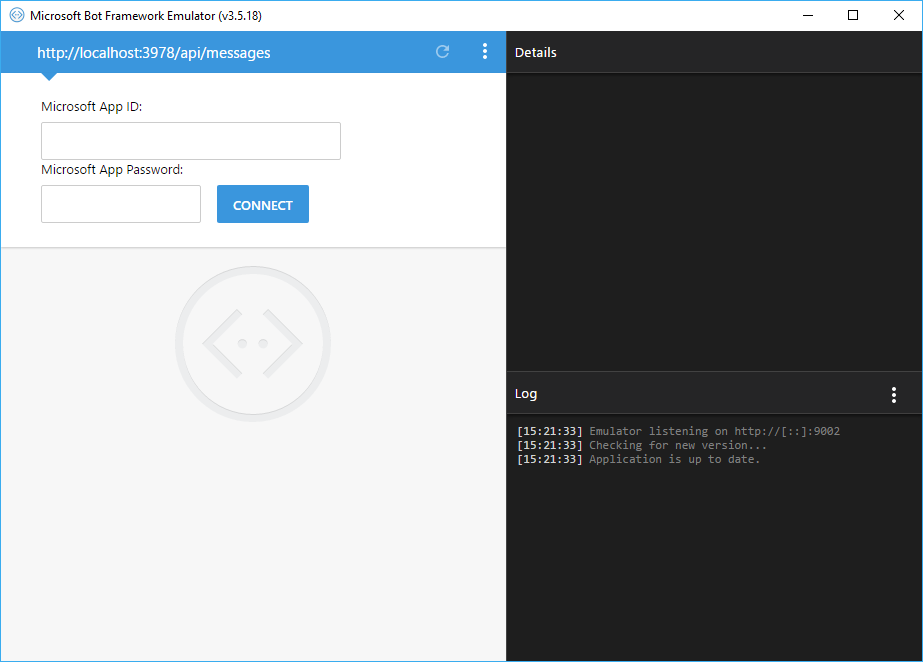 Microsoft Bot Framework Emulator (v3.5.18)
http://localhost:3978/api/messages
Microsoft App ID:
Microsoft App Password:
CONNECT
Details
Log
[15:21:33] Emulator listening on http://[::]:9002
[15:21:33] Checking for new version...
[15:21:33] Application is up to date.